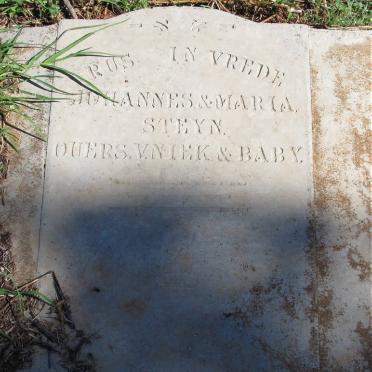 RUS IN VREDE
JOHANNES & MARIA.
STEYN.
OUERS. V. NIEK & BABY.